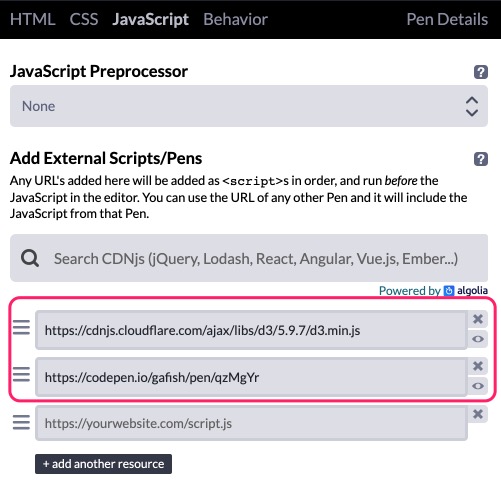 HTML CSS JavaScript Behavior Pen Details
JavaScript Preprocessor ?
None
Add External Scripts/Pens ?
Any URL's added here will be added as <script>s in order, and run before the
JavaScript in the editor. You can use the URL of any other Pen and it will include the
JavaScript from that Pen.
Search CDNjs (jQuery, Lodash, React, Angular, Vue.js, Ember...)
Powered by algolia
https://cdnjs.cloudflare.com/ajax/libs/d3/5.9.7/d3.min.js
https://codepen.io/gafish/pen/qzMgYr
https://yourwebsite.com/script.js
+ add another resource